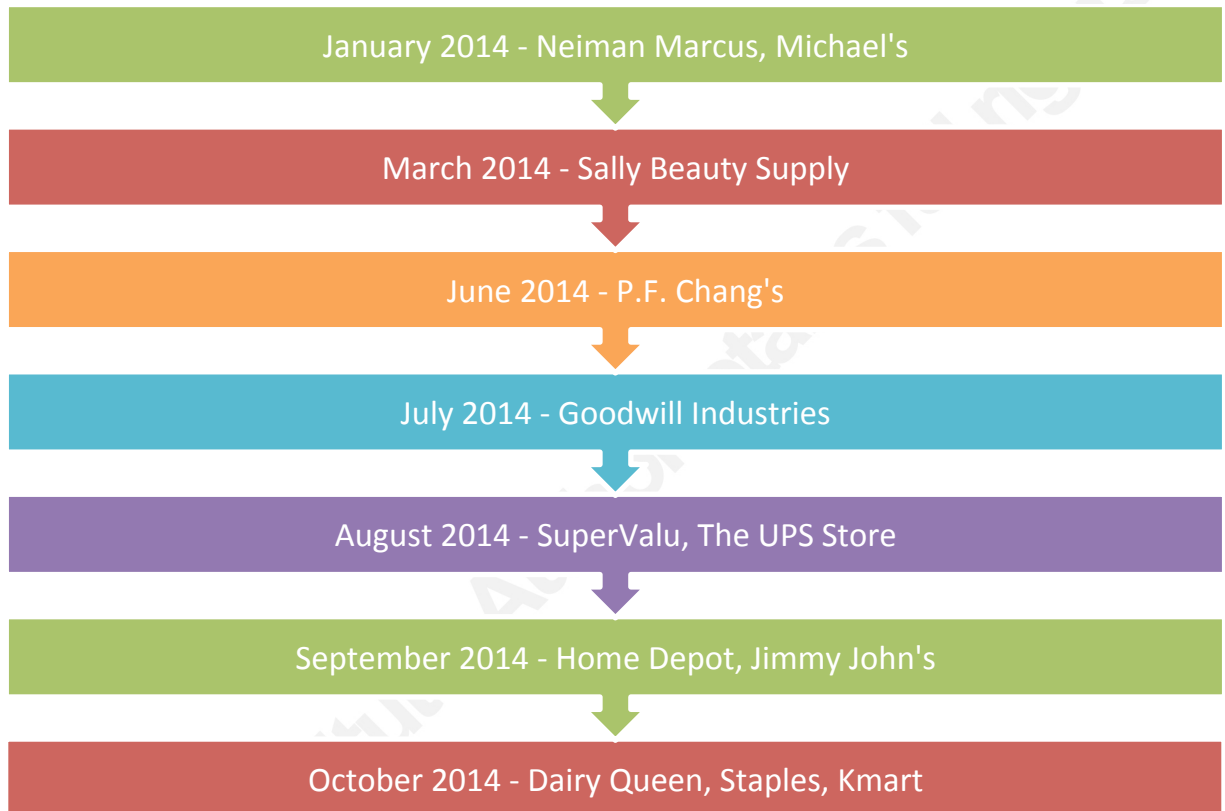 January 2014 - Neiman Marcus, Michael's
March 2014 - Sally Beauty Supply
June 2014 - P.F. Chang's
July 2014 - Goodwill Industries
August 2014 - SuperValu, The UPS Store
September 2014 - Home Depot, Jimmy John's
October 2014 - Dairy Queen, Staples, Kmart